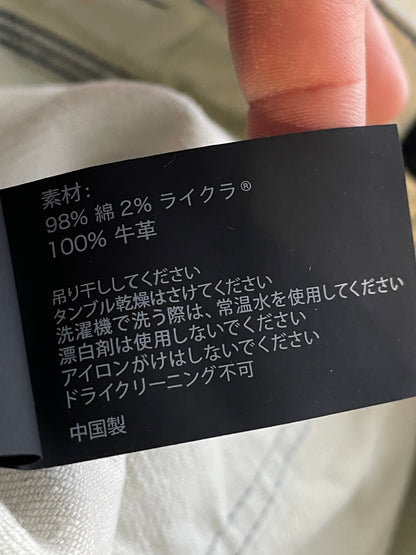 素材:
98% 綿 2% ライクラ®
100% 牛革
吊り干ししてください
タンブル乾燥はさけてください
洗濯機で洗う際は、常温水を使用してください
漂白剤は使用しないでください
アイロンがけはしないでください
ドライクリーニング不可
中国製